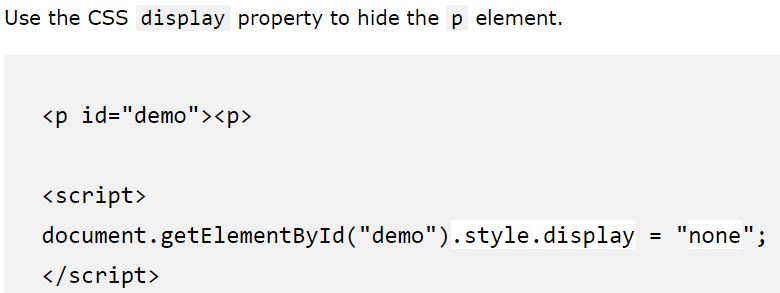 Use the CSS display property to hide the p element.
<p id="demo"><p>
<script>
document.getElementById("demo").style.display = "none";
</script>